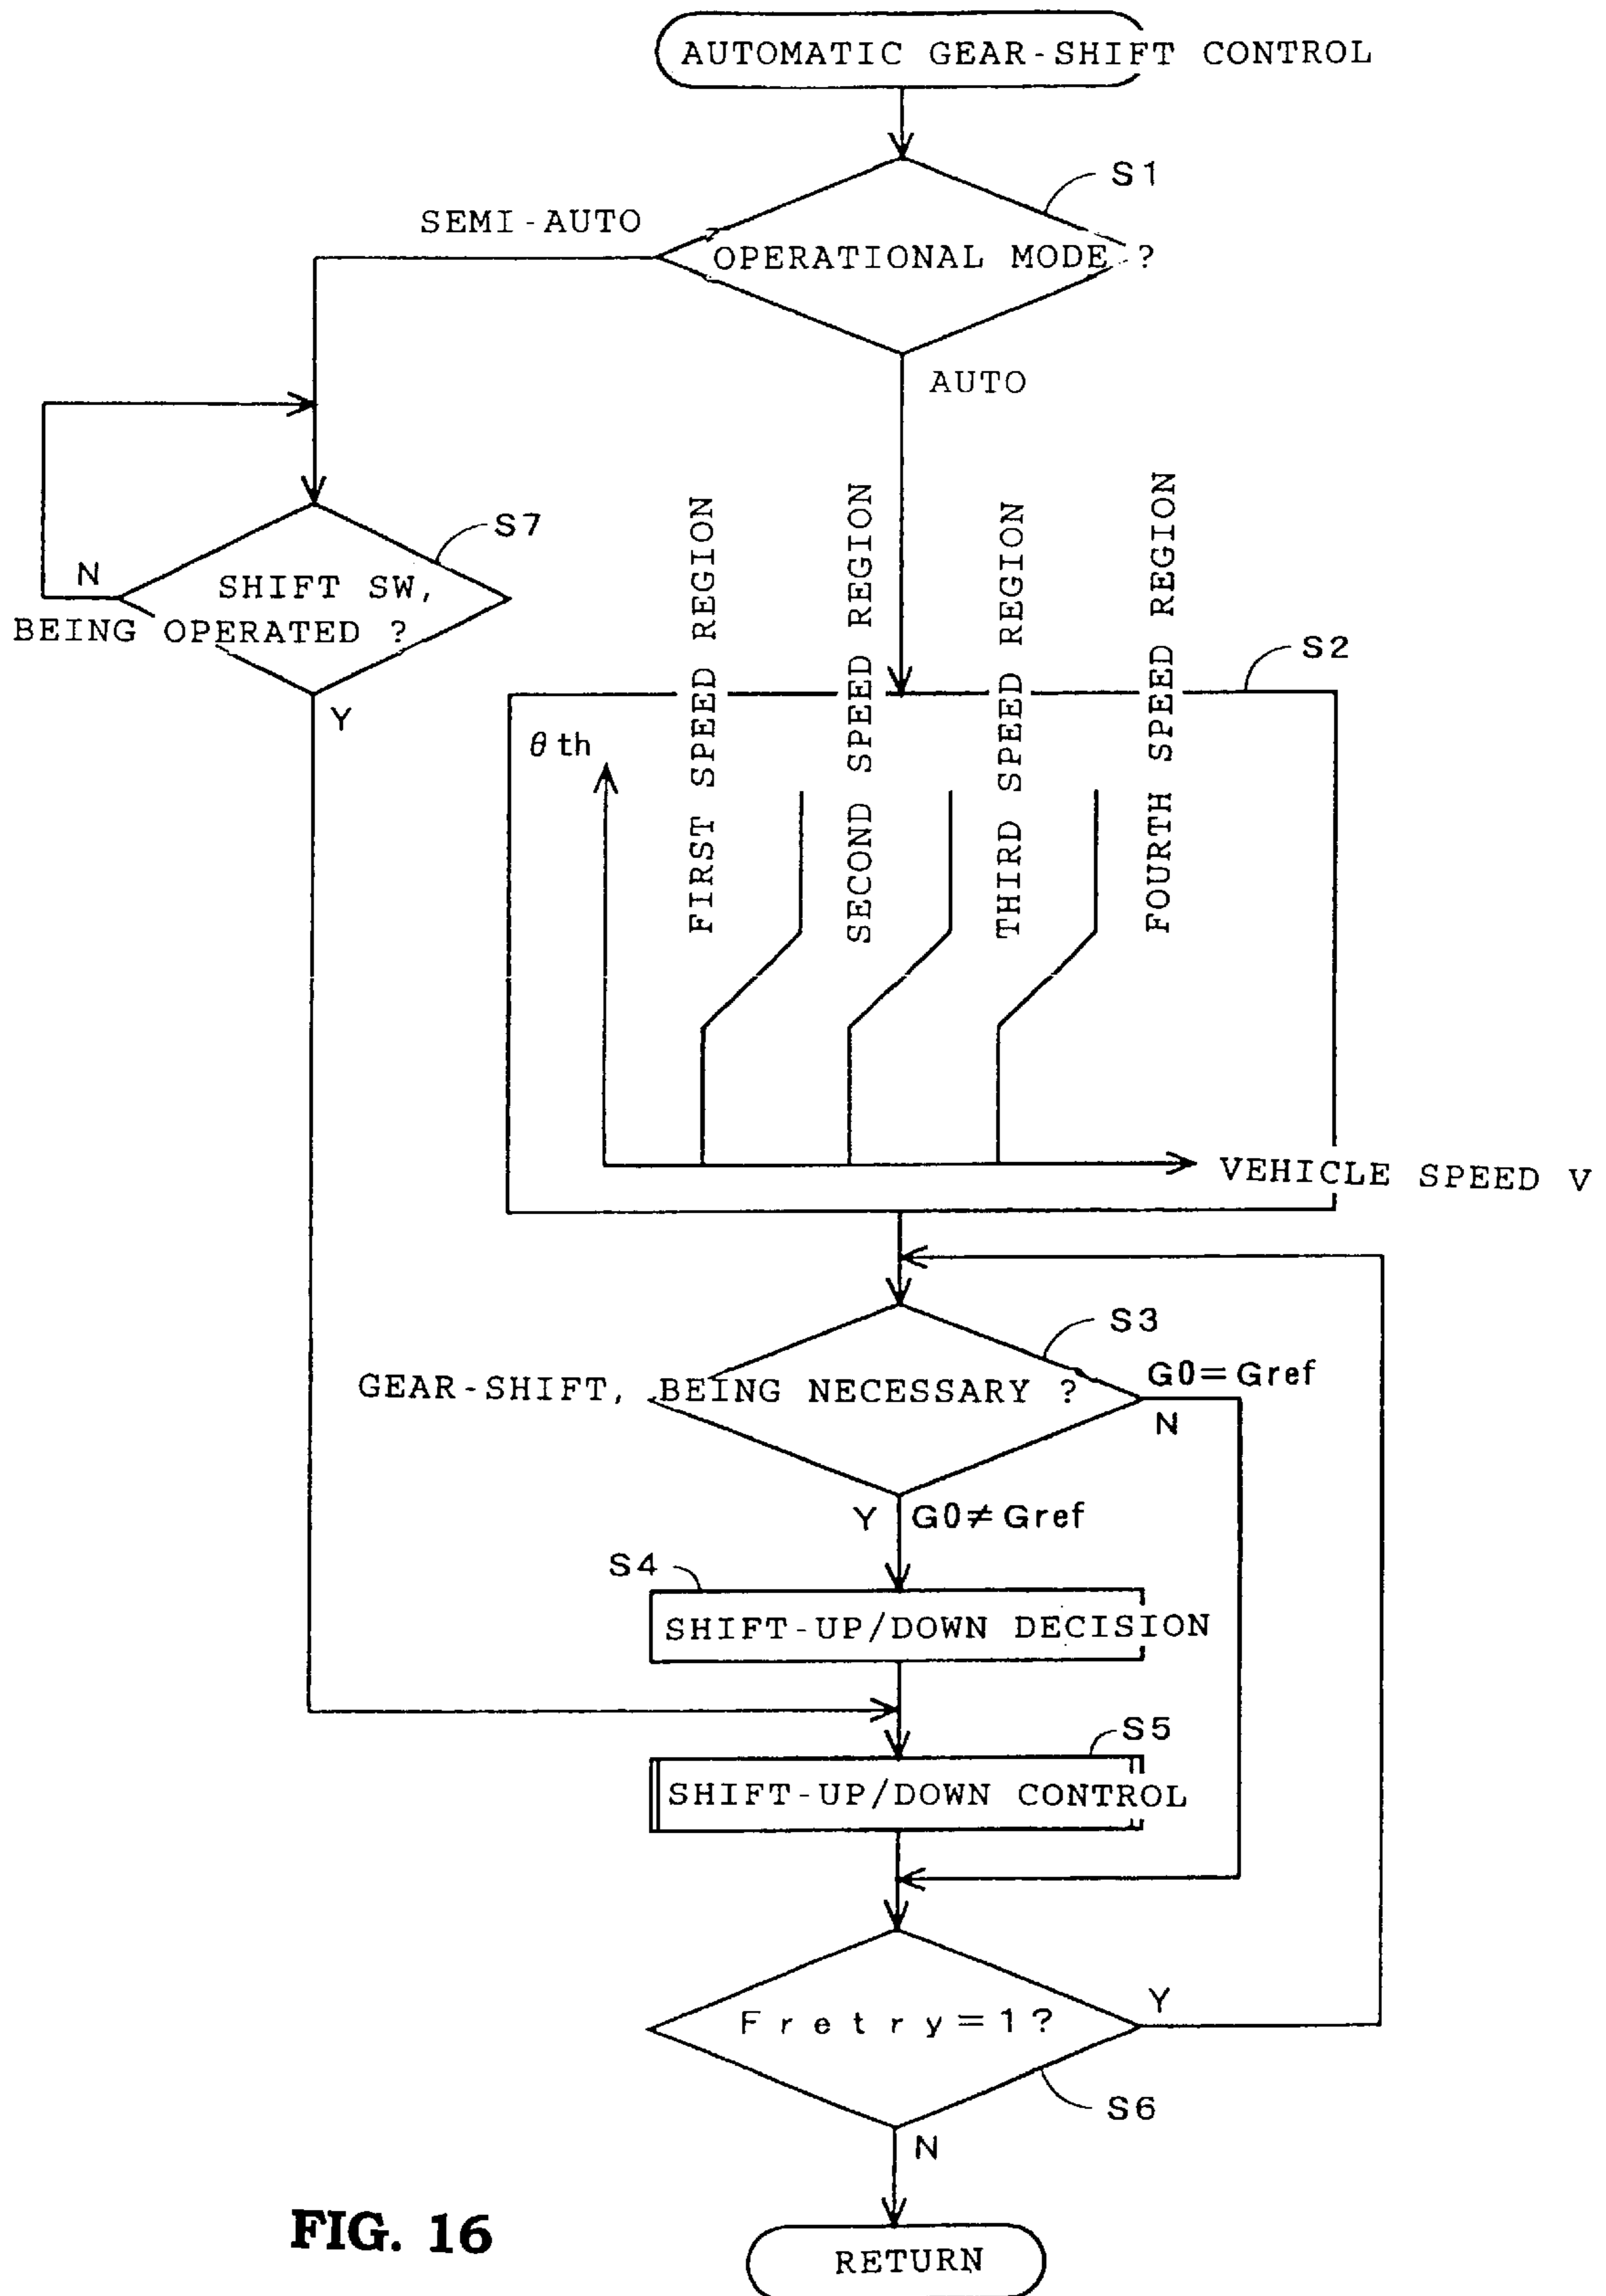 AUTOMATIC GEAR-SHIFT CONTROL
S1
SEMI-AUTO
OPERATIONAL MODE ?
AUTO
S7
N
SHIFT SW,
BEING OPERATED ?
Y
S2
θth
FIRST SPEED REGION
SECOND SPEED REGION
THIRD SPEED REGION
FOURTH SPEED REGION
VEHICLE SPEED V
S3
GEAR-SHIFT, BEING NECESSARY ?
G0=Gref
N
Y
G0≠Gref
S4
SHIFT-UP/DOWN DECISION
S5
SHIFT-UP/DOWN CONTROL
Fretry=1?
Y
S6
N
RETURN
FIG. 16